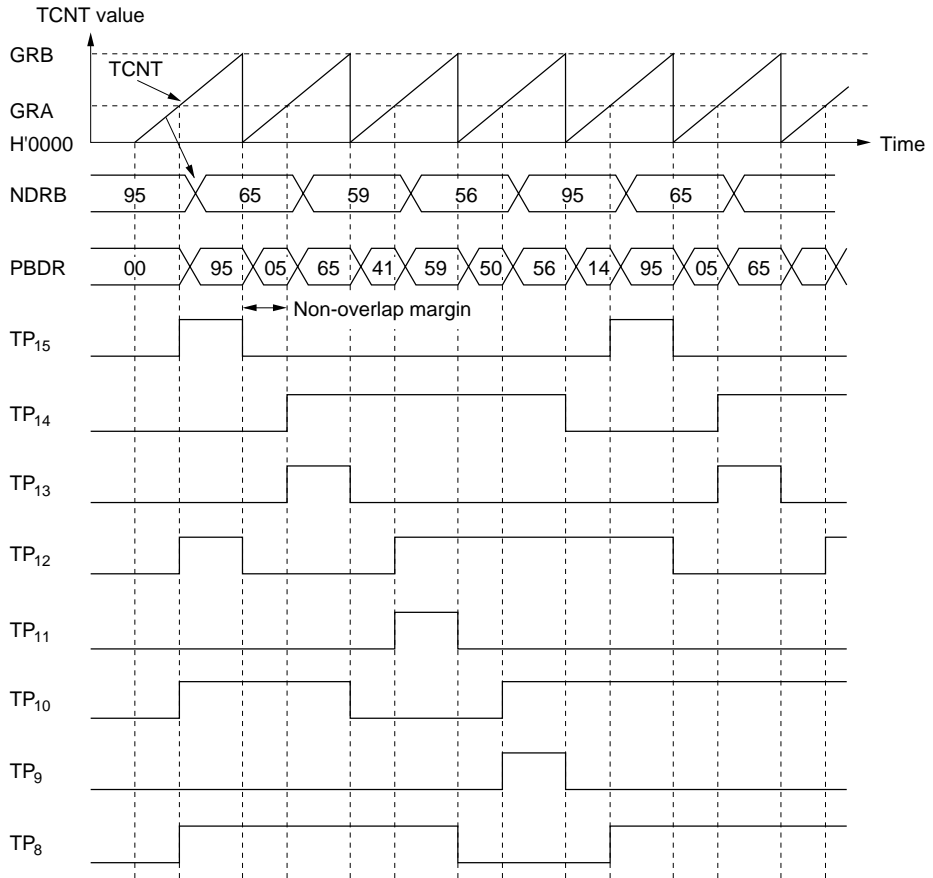 TCNT value
GRB
TCNT
GRA
H'0000
Time
NDRB 95 65 59 56 95 65
PBDR 00 95 05 65 41 59 50 56 14 95 05 65
Non-overlap margin
TP15
TP14
TP13
TP12
TP11
TP10
TP9
TP8